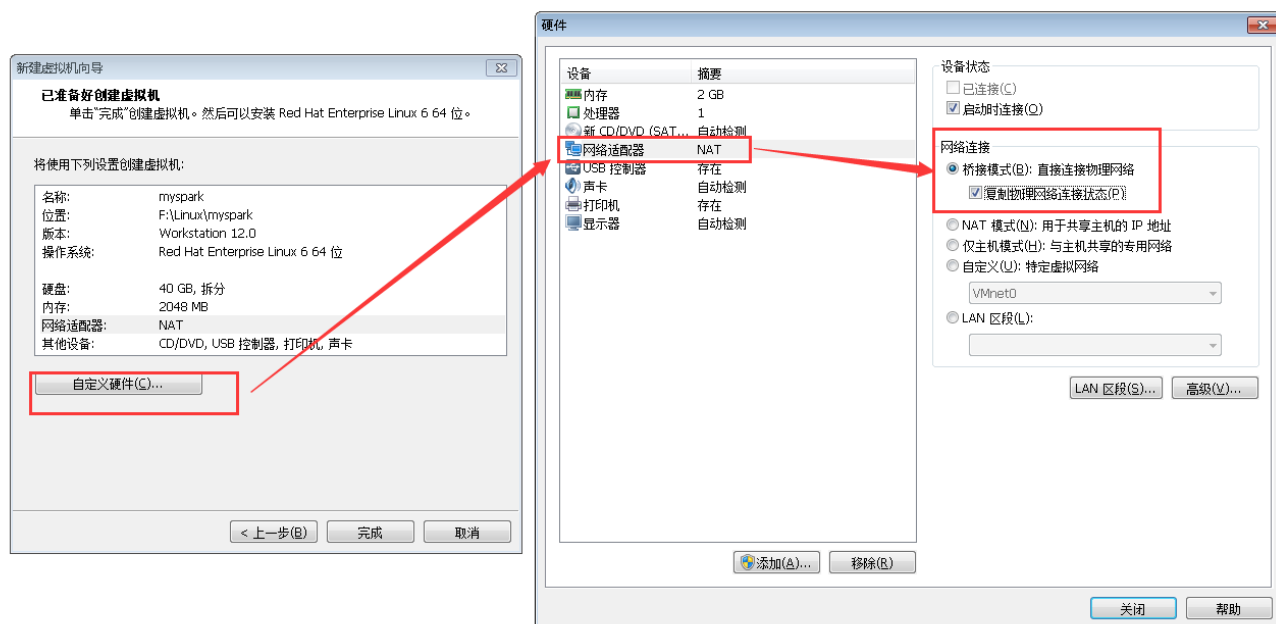 新建虚拟机向导
已准备好创建虚拟机
单击“完成”创建虚拟机。然后可以安装 Red Hat Enterprise Linux 6 64 位。
将使用下列设置创建虚拟机:
名称: myspark
位置: F:\Linux\myspark
版本: Workstation 12.0
操作系统: Red Hat Enterprise Linux 6 64 位
硬盘: 40 GB, 拆分
内存: 2048 MB
网络适配器: NAT
其他设备: CD/DVD, USB 控制器, 打印机, 声卡
自定义硬件(C)...
< 上一步(B)
完成
取消
硬件
设备 摘要
内存 2 GB
处理器 1
新 CD/DVD (SAT... 自动检测
网络适配器 NAT
USB 控制器 存在
声卡 自动检测
打印机 存在
显示器 自动检测
添加(A)...
移除(R)
设备状态
已连接(C)
启动时连接(O)
网络连接
桥接模式(B): 直接连接物理网络
复制物理网络连接状态(P)
NAT 模式(N): 用于共享主机的 IP 地址
仅主机模式(H): 与主机共享的专用网络
自定义(U): 特定虚拟网络
VMnet0
LAN 区段(L):
LAN 区段(S)...
高级(V)...
关闭
帮助